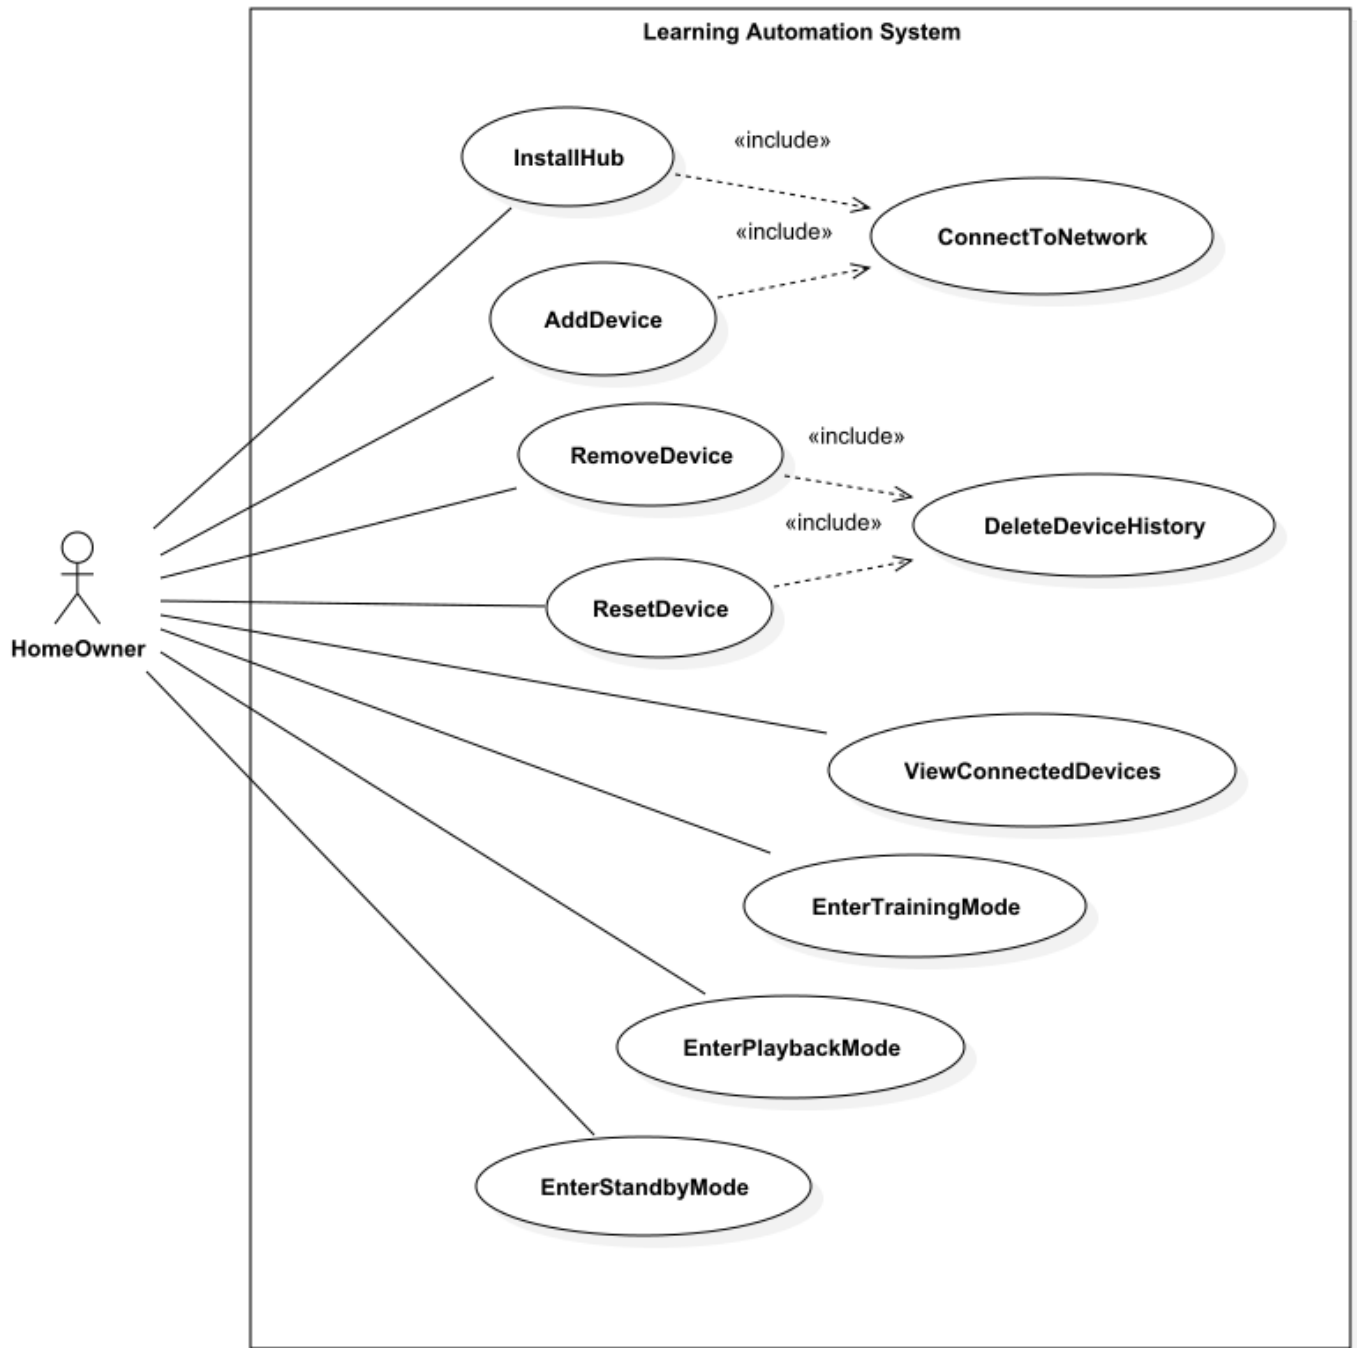 Learning Automation System
«include»
InstallHub
«include»
ConnectToNetwork
AddDevice
«include»
RemoveDevice
«include»
DeleteDeviceHistory
ResetDevice
HomeOwner
ViewConnectedDevices
EnterTrainingMode
EnterPlaybackMode
EnterStandbyMode